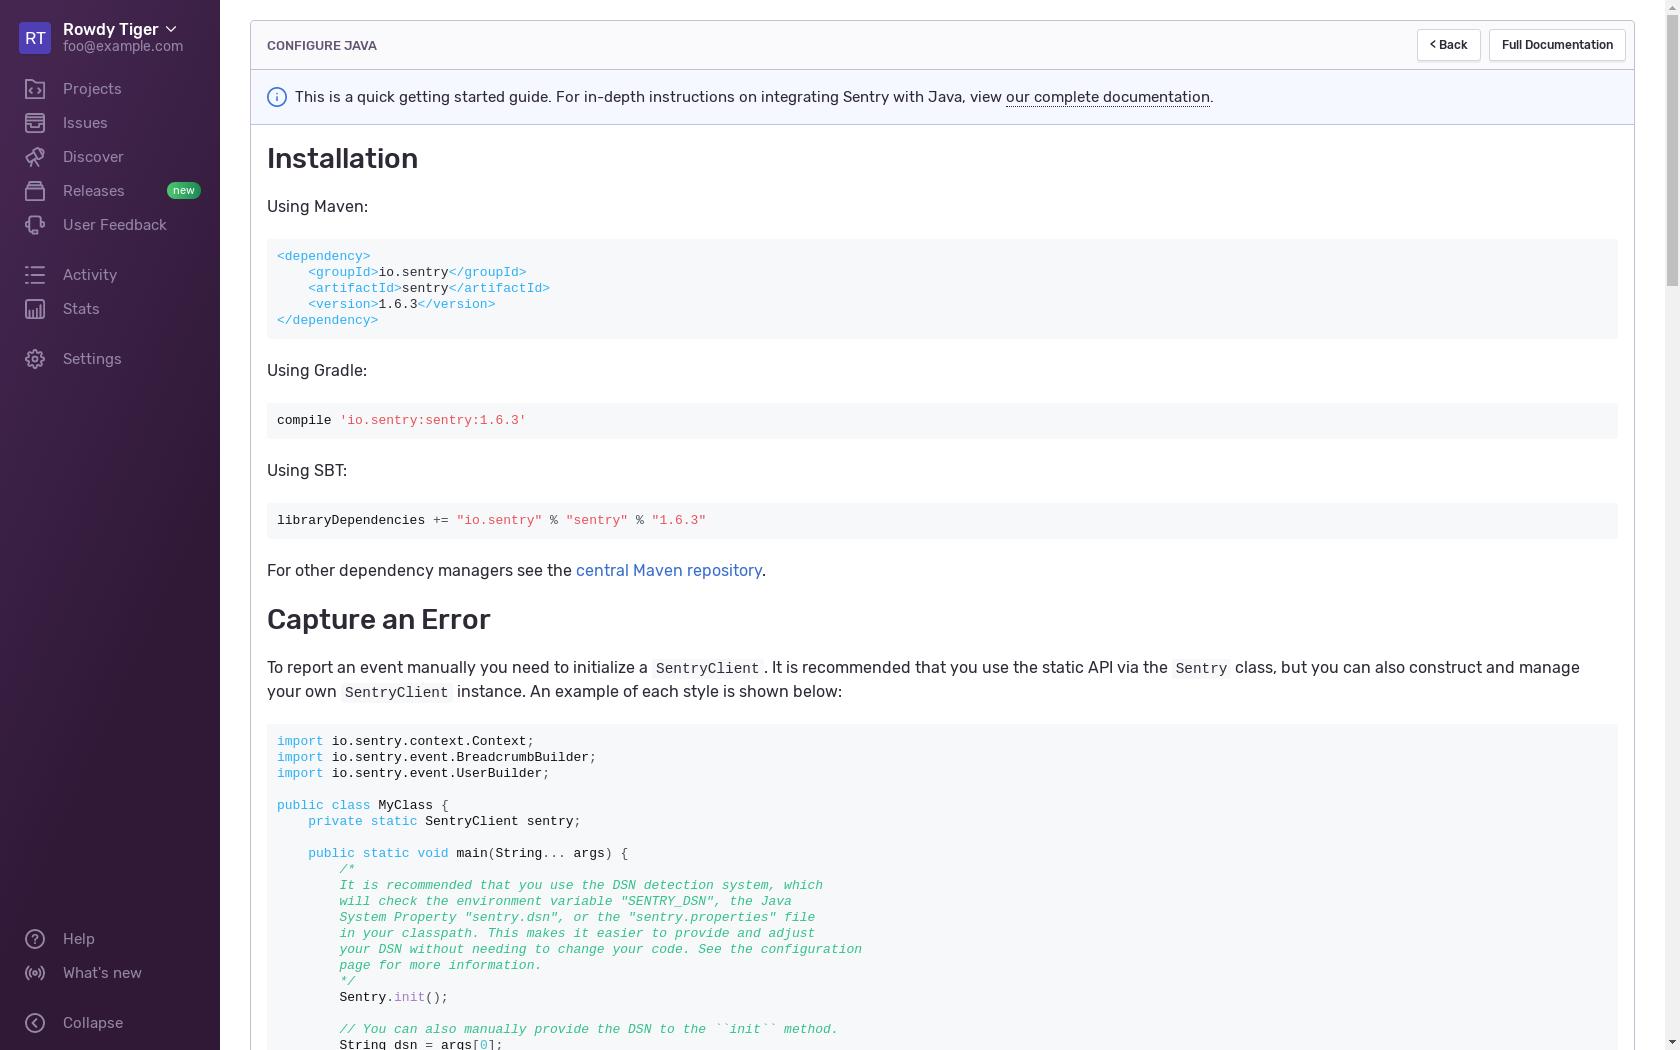 RT
Rowdy Tiger
foo@example.com
Projects
Issues
Discover
Releases new
User Feedback
Activity
Stats
Settings
Help
What's new
Collapse
CONFIGURE JAVA
< Back
Full Documentation
This is a quick getting started guide. For in-depth instructions on integrating Sentry with Java, view our complete documentation.
Installation
Using Maven:
<dependency>
    <groupId>io.sentry</groupId>
    <artifactId>sentry</artifactId>
    <version>1.6.3</version>
</dependency>
Using Gradle:
compile 'io.sentry:sentry:1.6.3'
Using SBT:
libraryDependencies += "io.sentry" % "sentry" % "1.6.3"
For other dependency managers see the central Maven repository.
Capture an Error
To report an event manually you need to initialize a SentryClient. It is recommended that you use the static API via the Sentry class, but you can also construct and manage
your own SentryClient instance. An example of each style is shown below:
import io.sentry.context.Context;
import io.sentry.event.BreadcrumbBuilder;
import io.sentry.event.UserBuilder;
public class MyClass {
    private static SentryClient sentry;
    public static void main(String... args) {
        /*
        It is recommended that you use the DSN detection system, which
        will check the environment variable "SENTRY_DSN", the Java
        System Property "sentry.dsn", or the "sentry.properties" file
        in your classpath. This makes it easier to provide and adjust
        your DSN without needing to change your code. See the configuration
        page for more information.
        */
        Sentry.init();
        // You can also manually provide the DSN to the ``init`` method.
        String dsn = args[0];